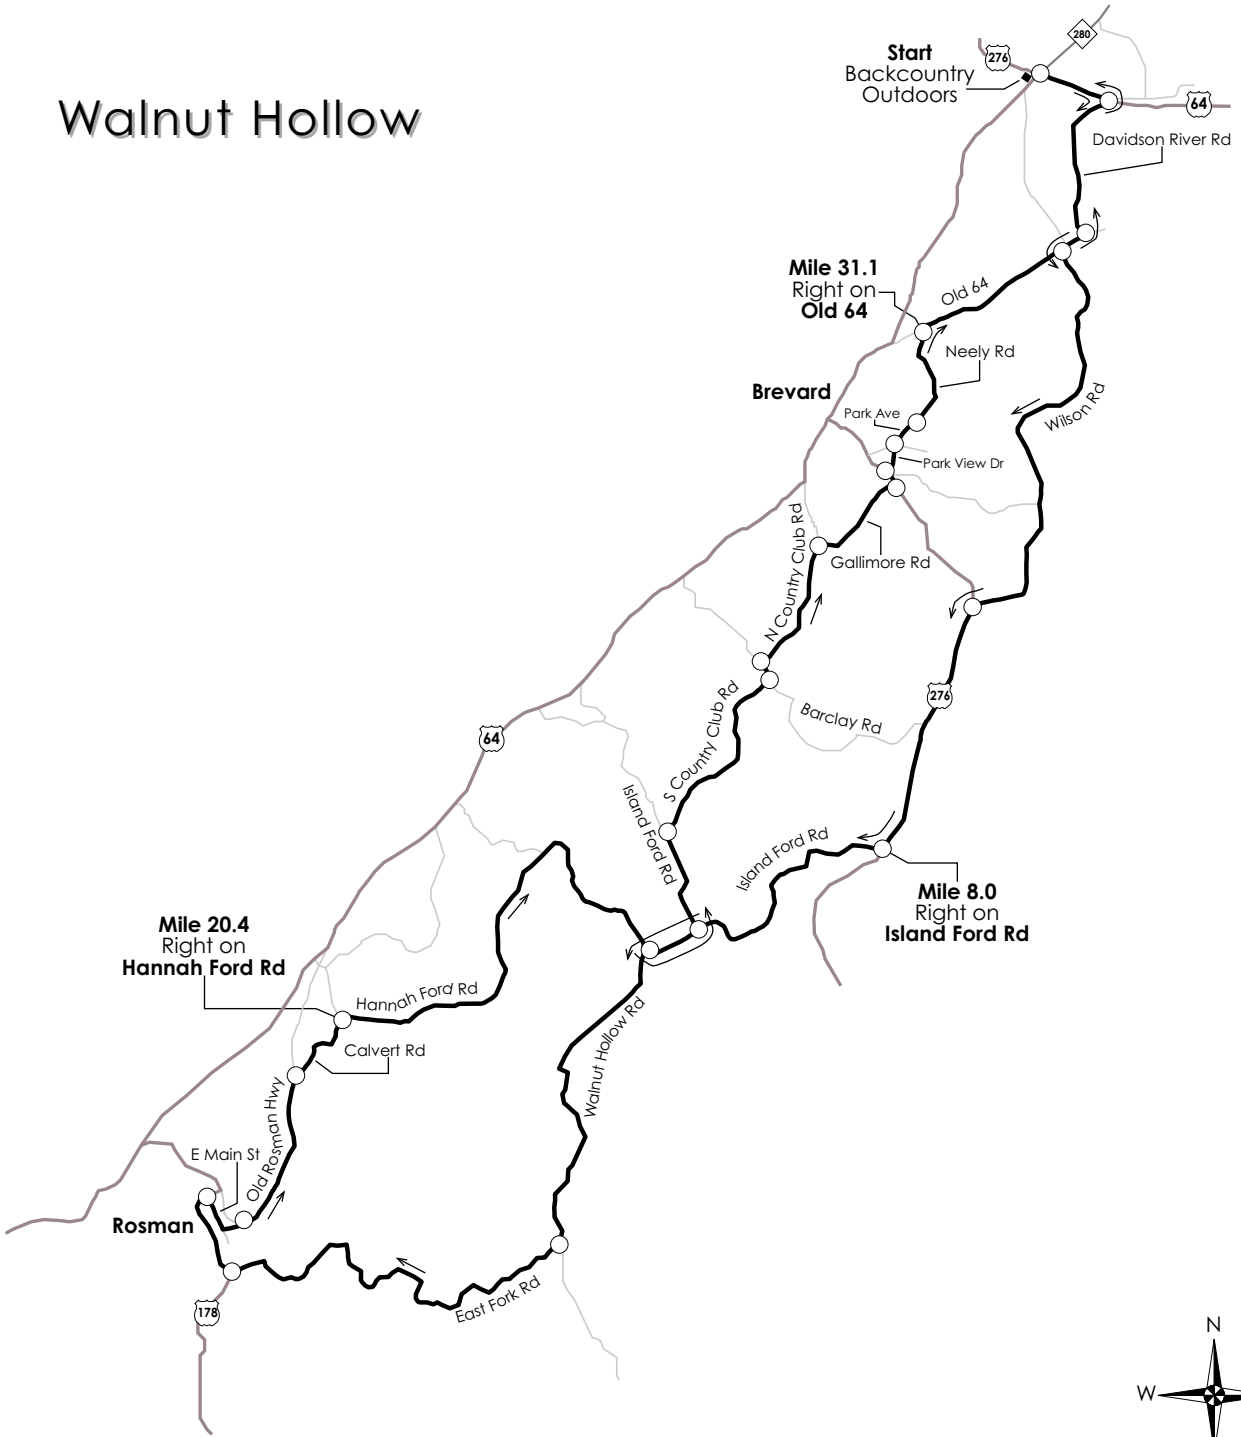 280
276
Start
Backcountry
Outdoors
64
Walnut Hollow
Davidson River Rd
Mile 31.1
Right on
Old 64
Old 64
Neely Rd
Brevard
Wilson Rd
Park Ave
Park View Dr
N Country Club Rd
Gallimore Rd
276
S Country Club Rd
Barclay Rd
64
Island Ford Rd
Island Ford Rd
Mile 8.0
Right on
Island Ford Rd
Mile 20.4
Right on
Hannah Ford Rd
Hannah Ford Rd
Calvert Rd
Walnut Hollow Rd
Old Rosman Hwy
E Main St
Rosman
East Fork Rd
178
N
W